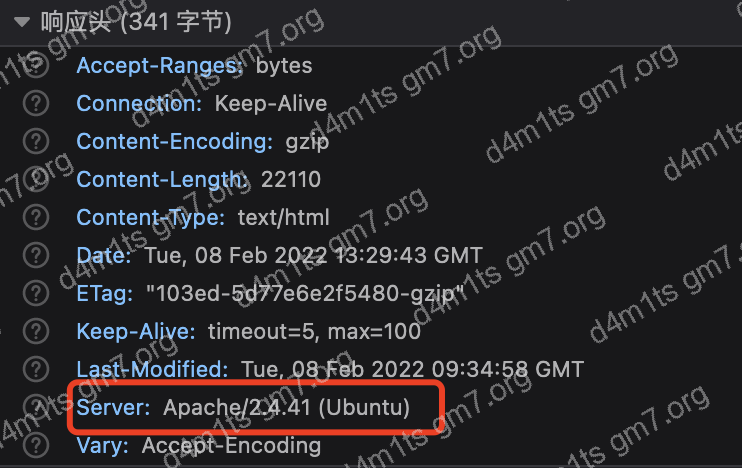 响应头 (341 字节)
Accept-Ranges: bytes
Connection: Keep-Alive
Content-Encoding: gzip
Content-Length: 22110
Content-Type: text/html
Date: Tue, 08 Feb 2022 13:29:43 GMT
ETag: "103ed-5d77e6e2f5480-gzip"
Keep-Alive: timeout=5, max=100
Last-Modified: Tue, 08 Feb 2022 09:34:58 GMT
Server: Apache/2.4.41 (Ubuntu)
Vary: Accept-Encoding
d4m1ts gm7.org